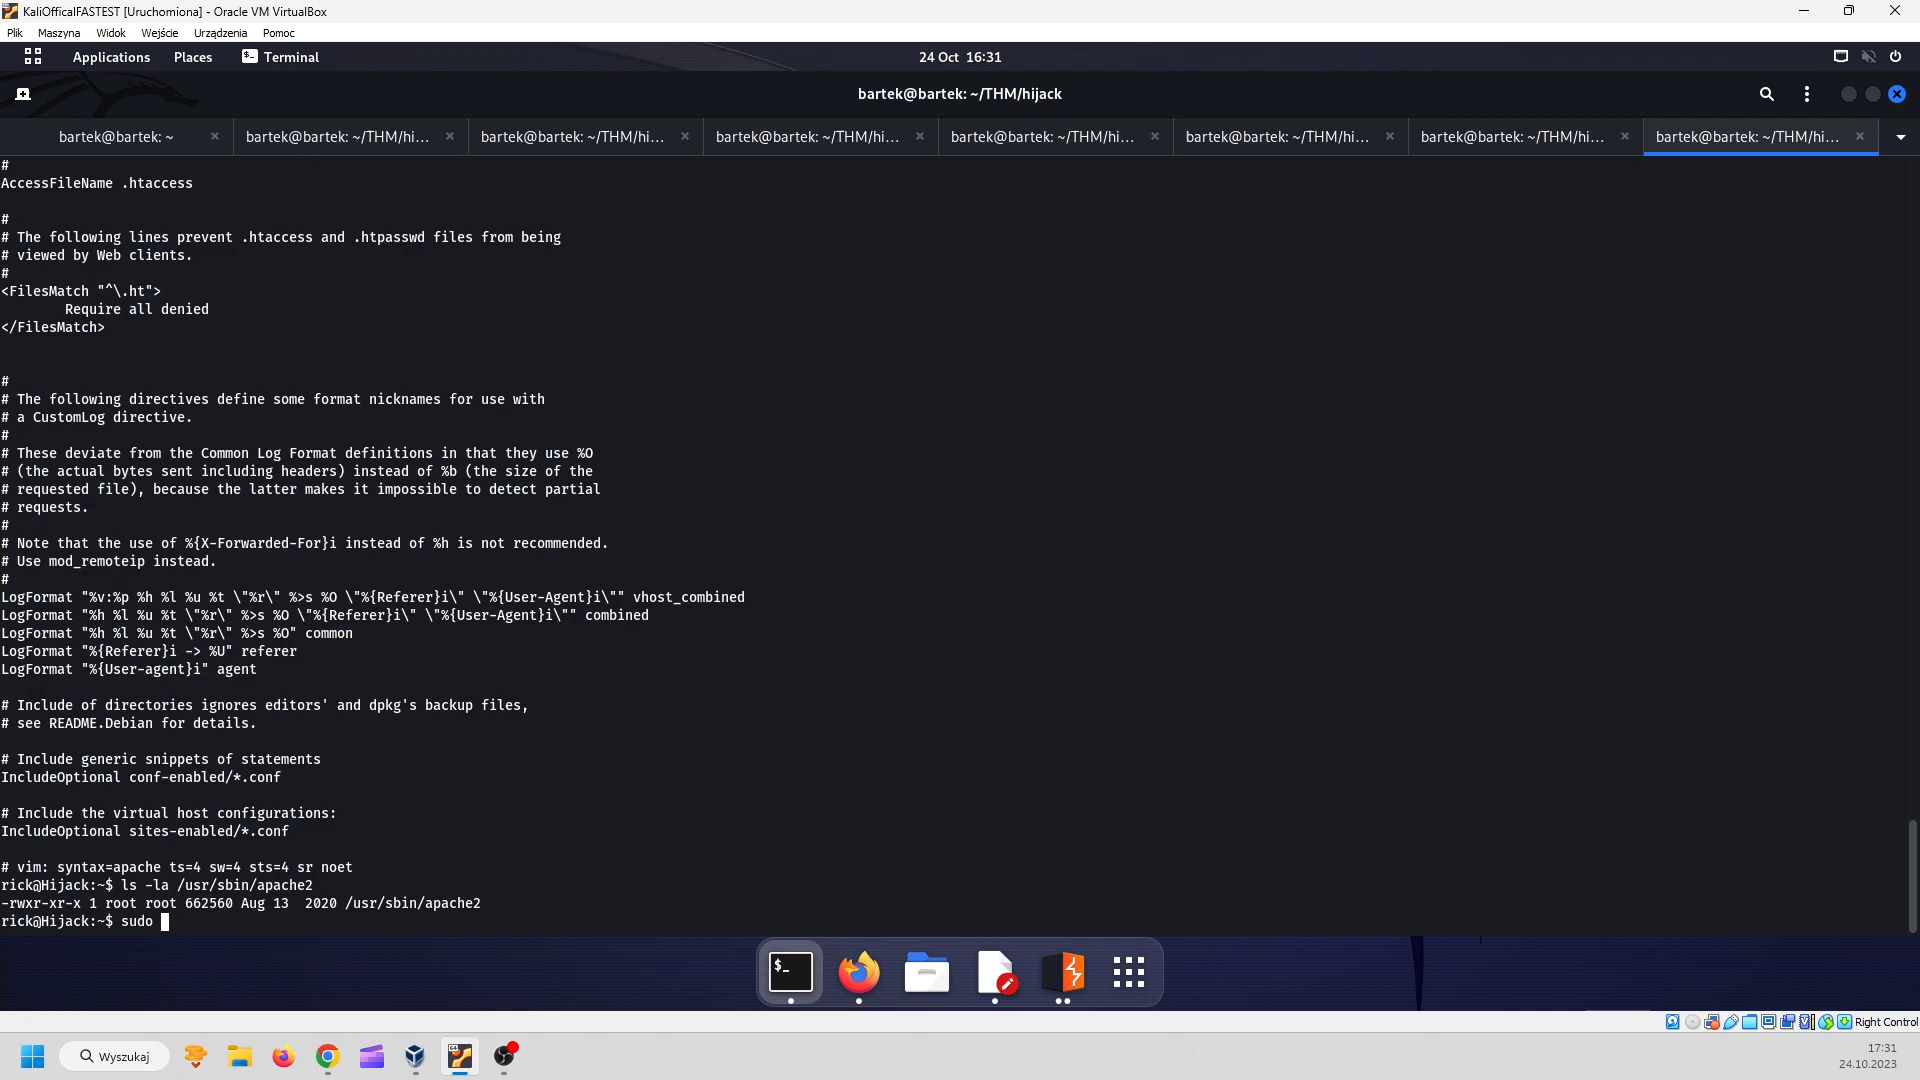 KaliOfficalFASTEST [Uruchomiona] - Oracle VM VirtualBox
Plik Maszyna Widok Wejście Urządzenia Pomoc
Applications Places Terminal 24 Oct 16:31
bartek@bartek: ~/THM/hijack
bartek@bartek: ~ bartek@bartek: ~/THM/hi... bartek@bartek: ~/THM/hi... bartek@bartek: ~/THM/hi... bartek@bartek: ~/THM/hi... bartek@bartek: ~/THM/hi... bartek@bartek: ~/THM/hi... bartek@bartek: ~/THM/hi...
#
AccessFileName .htaccess
#
# The following lines prevent .htaccess and .htpasswd files from being
# viewed by Web clients.
#
<FilesMatch "^\.ht">
Require all denied
</FilesMatch>
#
# The following directives define some format nicknames for use with
# a CustomLog directive.
#
# These deviate from the Common Log Format definitions in that they use %O
# (the actual bytes sent including headers) instead of %b (the size of the
# requested file), because the latter makes it impossible to detect partial
# requests.
#
# Note that the use of %{X-Forwarded-For}i instead of %h is not recommended.
# Use mod_remoteip instead.
#
LogFormat "%v:%p %h %l %u %t \"%r\" %>s %O \"%{Referer}i\" \"%{User-Agent}i\"" vhost_combined
LogFormat "%h %l %u %t \"%r\" %>s %O \"%{Referer}i\" \"%{User-Agent}i\"" combined
LogFormat "%h %l %u %t \"%r\" %>s %O" common
LogFormat "%{Referer}i -> %U" referer
LogFormat "%{User-agent}i" agent
# Include of directories ignores editors' and dpkg's backup files,
# see README.Debian for details.
# Include generic snippets of statements
IncludeOptional conf-enabled/*.conf
# Include the virtual host configurations:
IncludeOptional sites-enabled/*.conf
# vim: syntax=apache ts=4 sw=4 sts=4 sr noet
rick@Hijack:~$ ls -la /usr/sbin/apache2
-rwxr-xr-x 1 root root 662560 Aug 13  2020 /usr/sbin/apache2
rick@Hijack:~$ sudo
$_
Right Control
Wyszukaj
64
17:31
24.10.2023